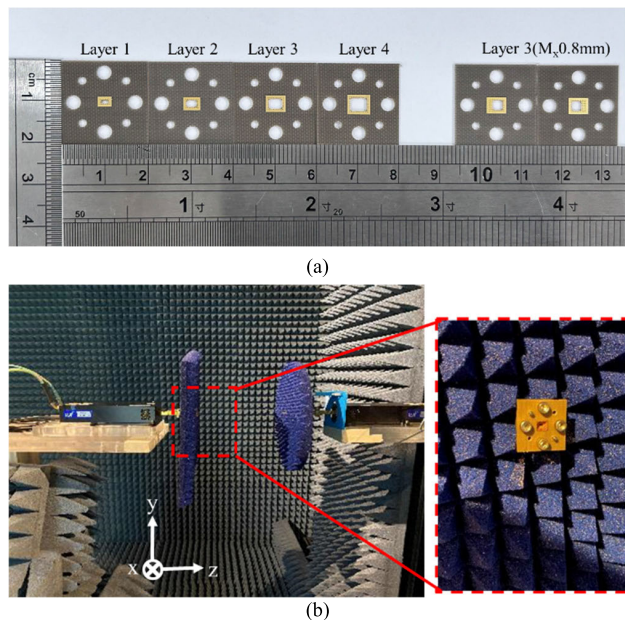 (a)
Layer 1 Layer 2 Layer 3 Layer 4 Layer 3(Mx0.8mm)
cm 1 2 3 4
1 2 3 4 5 6 7 8 9 10 11 12 13
50 1寸 2寸 20 3寸 4寸
y
x z
(b)